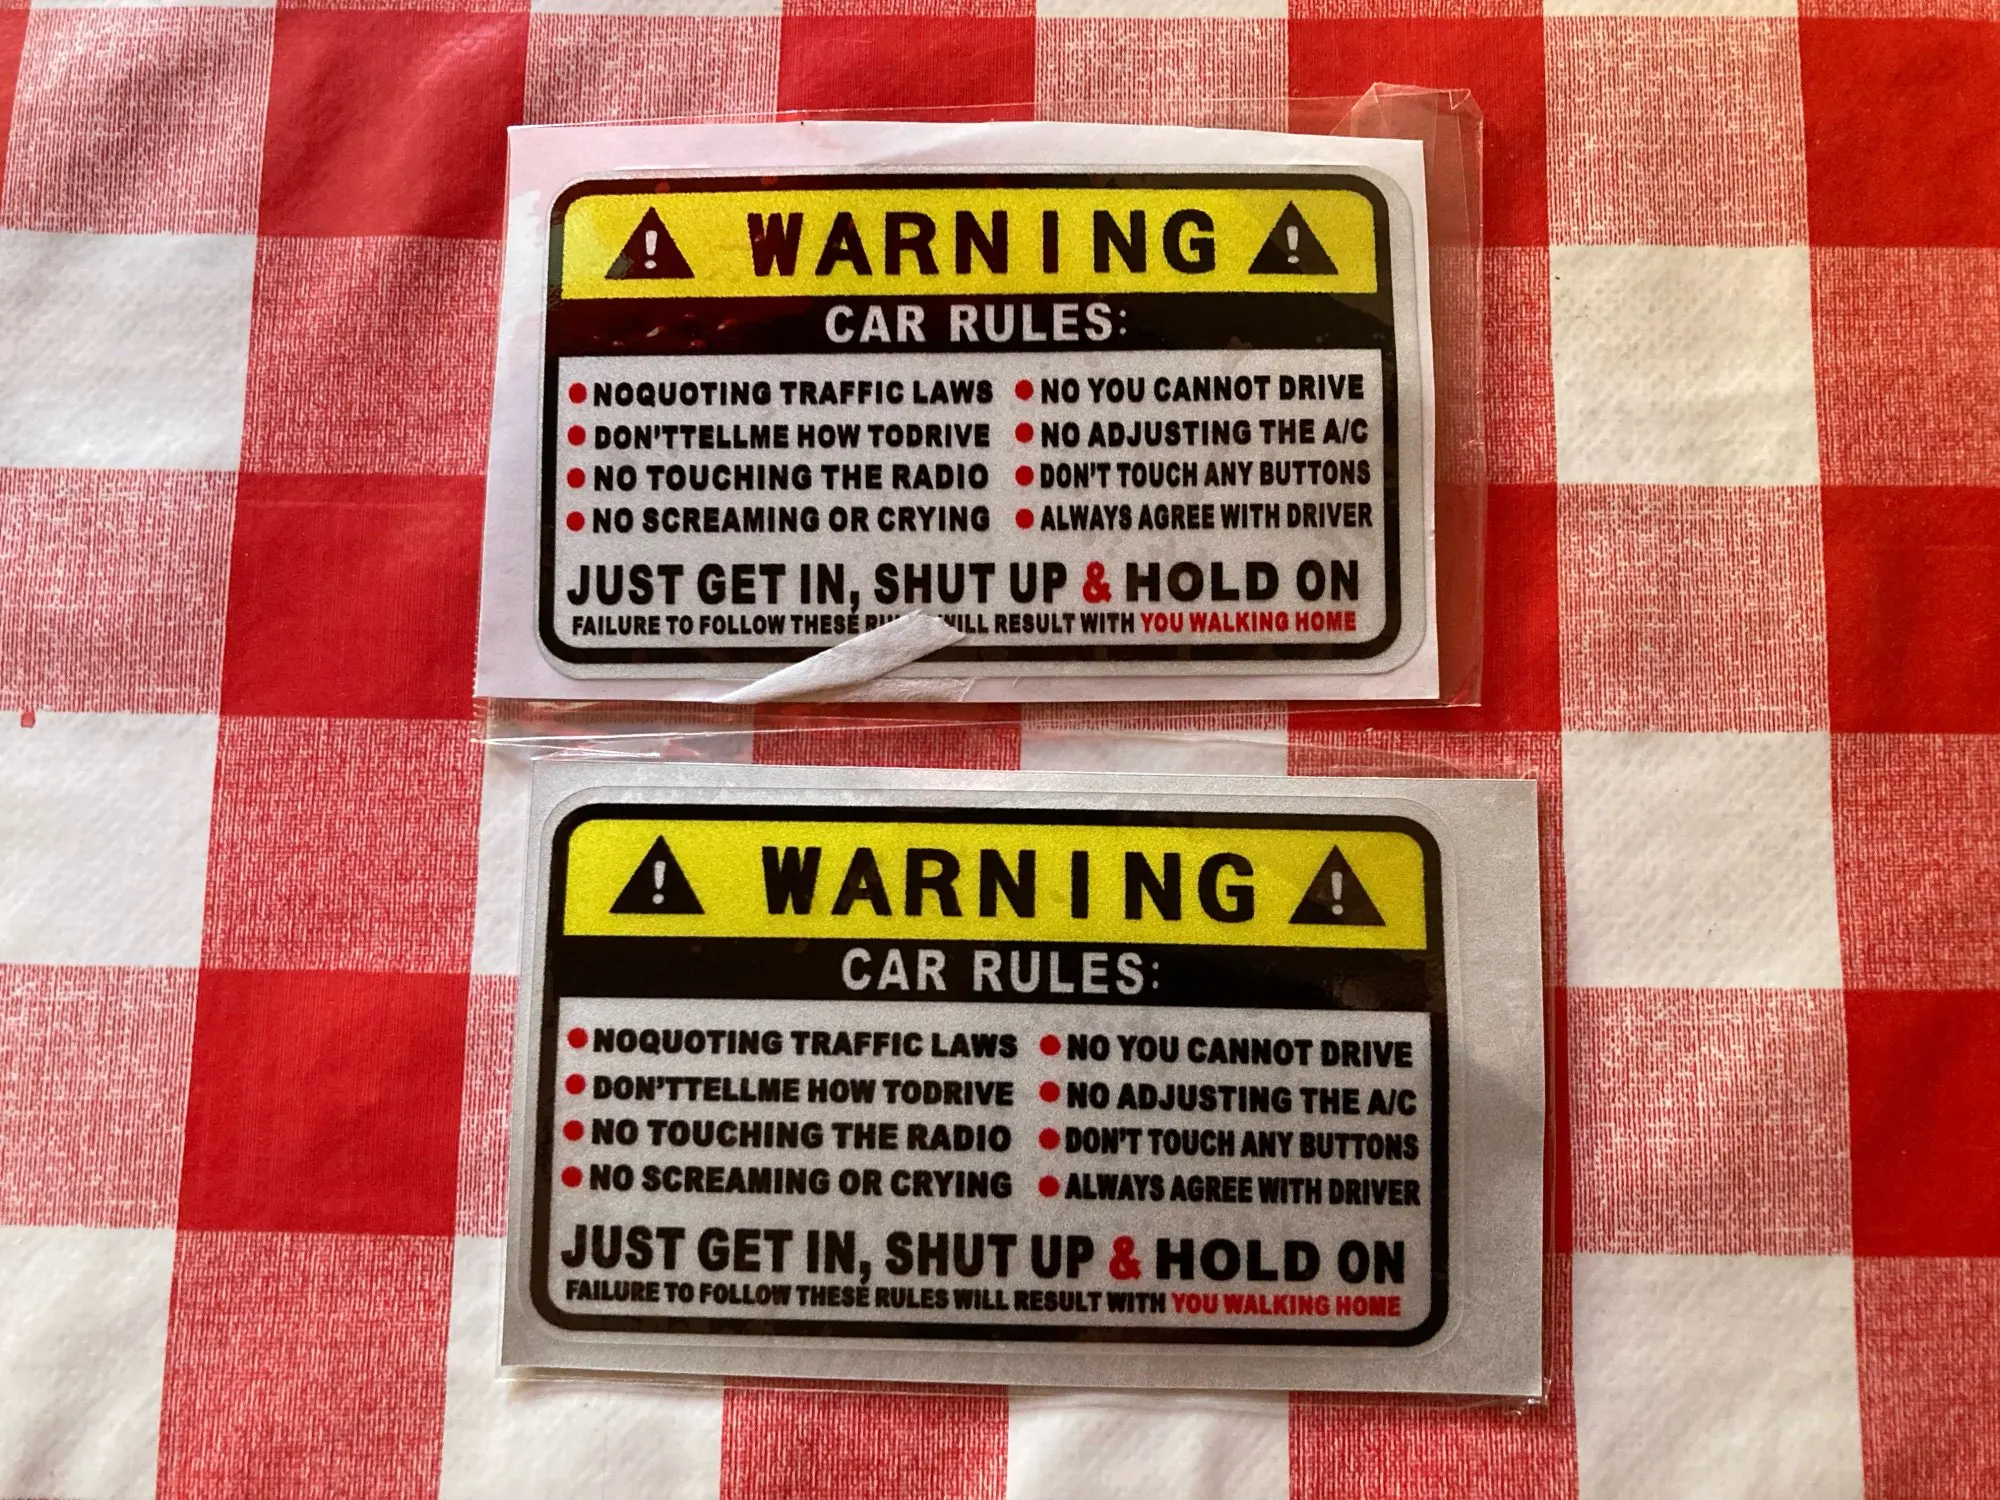 WARNING
CAR RULES:
NOQUOTING TRAFFIC LAWS
DON'TTELLME HOW TODRIVE
NO TOUCHING THE RADIO
NO SCREAMING OR CRYING
NO YOU CANNOT DRIVE
NO ADJUSTING THE A/C
DON'T TOUCH ANY BUTTONS
ALWAYS AGREE WITH DRIVER
JUST GET IN, SHUT UP & HOLD ON
FAILURE TO FOLLOW THESE WILL RESULT WITH YOU WALKING HOME
WARNING
CAR RULES:
NOQUOTING TRAFFIC LAWS
DON'TTELLME HOW TODRIVE
NO TOUCHING THE RADIO
NO SCREAMING OR CRYING
NO YOU CANNOT DRIVE
NO ADJUSTING THE A/C
DON'T TOUCH ANY BUTTONS
ALWAYS AGREE WITH DRIVER
JUST GET IN, SHUT UP & HOLD ON
FAILURE TO FOLLOW THESE RULES WILL RESULT WITH YOU WALKING HOME